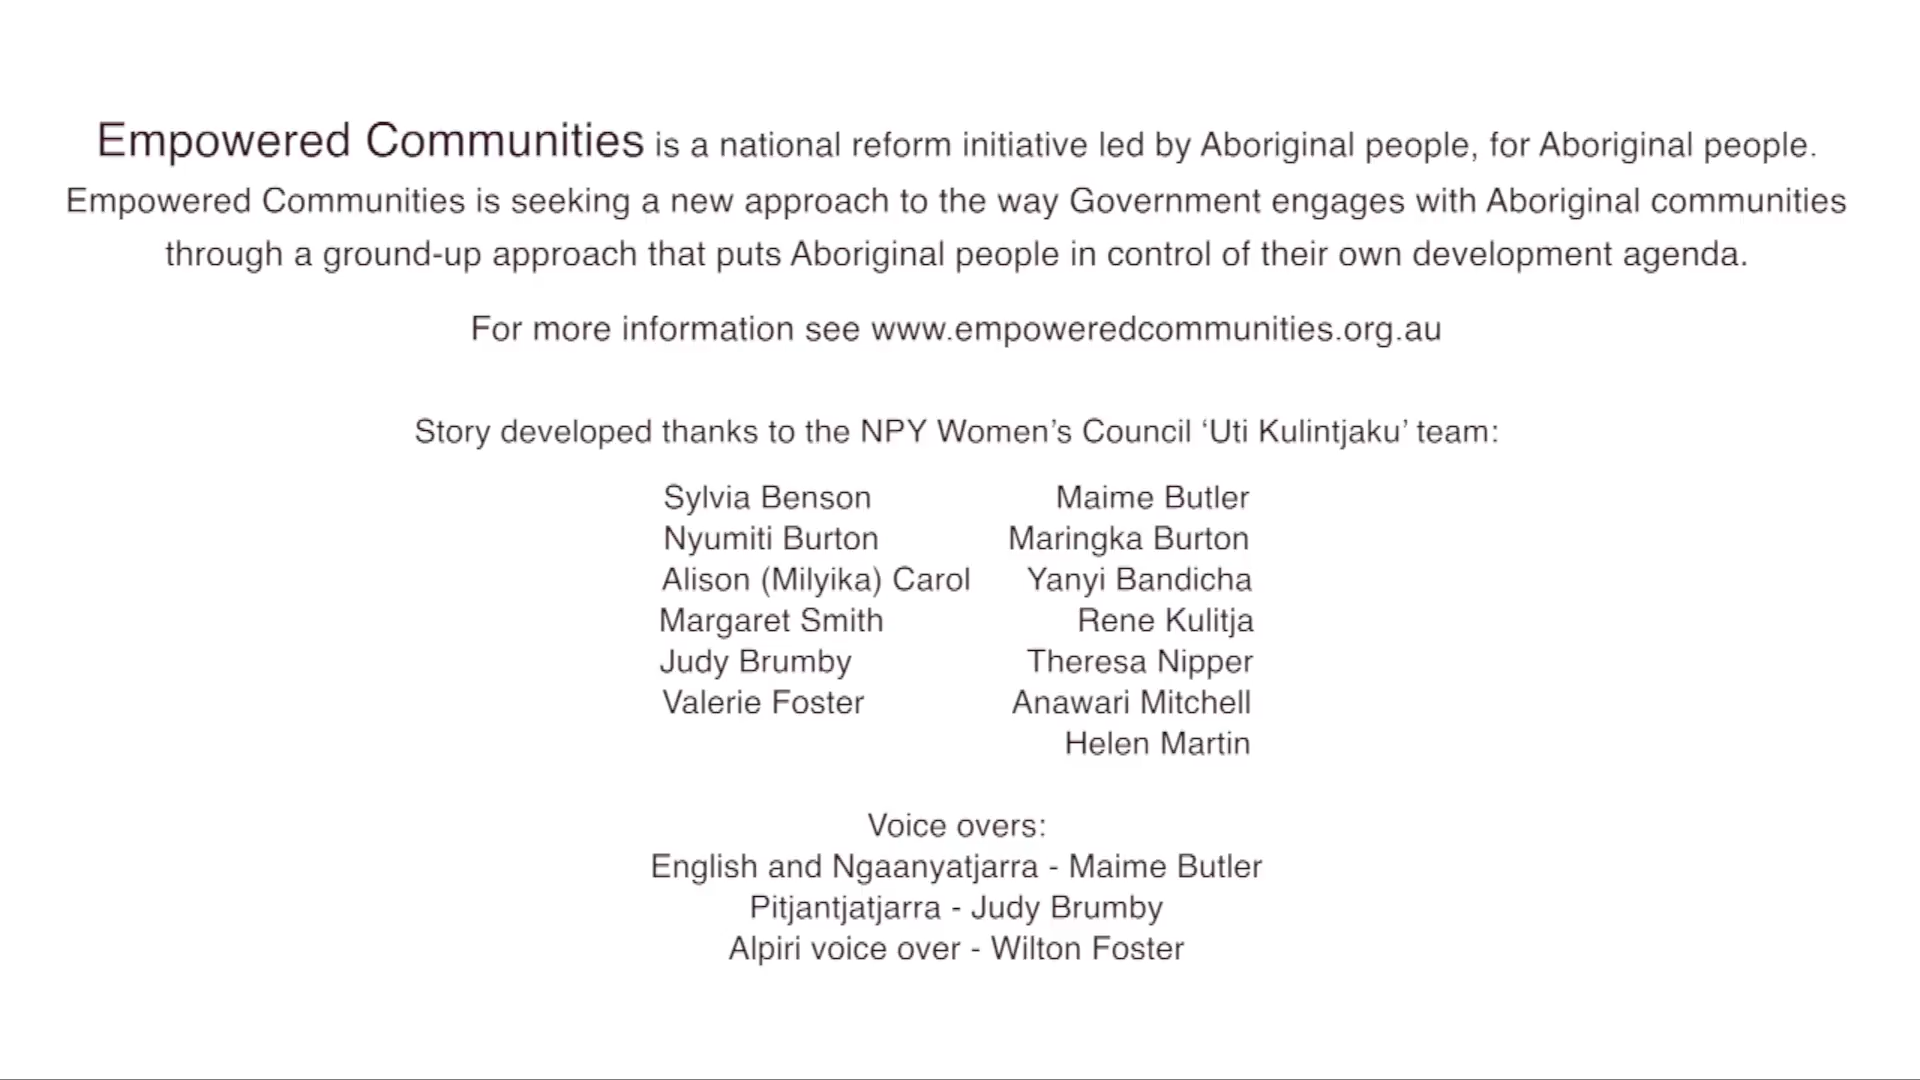 Empowered Communities is a national reform initiative led by Aboriginal people, for Aboriginal people.
Empowered Communities is seeking a new approach to the way Government engages with Aboriginal communities
through a ground-up approach that puts Aboriginal people in control of their own development agenda.
For more information see www.empoweredcommunities.org.au
Story developed thanks to the NPY Women’s Council ‘Uti Kulintjaku’ team:
Sylvia Benson Maime Butler
Nyumiti Burton Maringka Burton
Alison (Milyika) Carol Yanyi Bandicha
Margaret Smith Rene Kulitja
Judy Brumby Theresa Nipper
Valerie Foster Anawari Mitchell
Helen Martin
Voice overs:
English and Ngaanyatjarra - Maime Butler
Pitjantjatjarra - Judy Brumby
Alpiri voice over - Wilton Foster